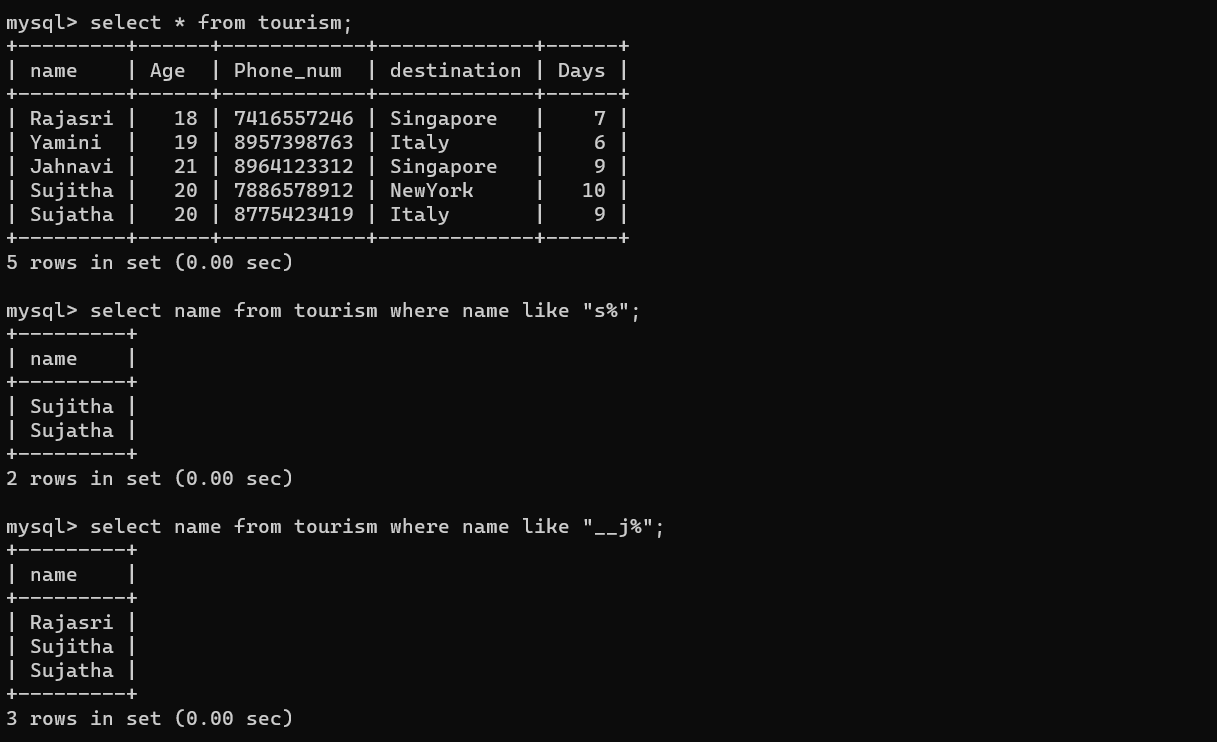 mysql> select * from tourism;
+---------+------+------------+-------------+------+
| name    | Age  | Phone_num  | destination | Days |
+---------+------+------------+-------------+------+
| Rajasri |   18 | 7416557246 | Singapore   |    7 |
| Yamini  |   19 | 8957398763 | Italy       |    6 |
| Jahnavi |   21 | 8964123312 | Singapore   |    9 |
| Sujitha |   20 | 7886578912 | NewYork     |   10 |
| Sujatha |   20 | 8775423419 | Italy       |    9 |
+---------+------+------------+-------------+------+
5 rows in set (0.00 sec)

mysql> select name from tourism where name like "s%";
+---------+
| name    |
+---------+
| Sujitha |
| Sujatha |
+---------+
2 rows in set (0.00 sec)

mysql> select name from tourism where name like "__j%";
+---------+
| name    |
+---------+
| Rajasri |
| Sujitha |
| Sujatha |
+---------+
3 rows in set (0.00 sec)